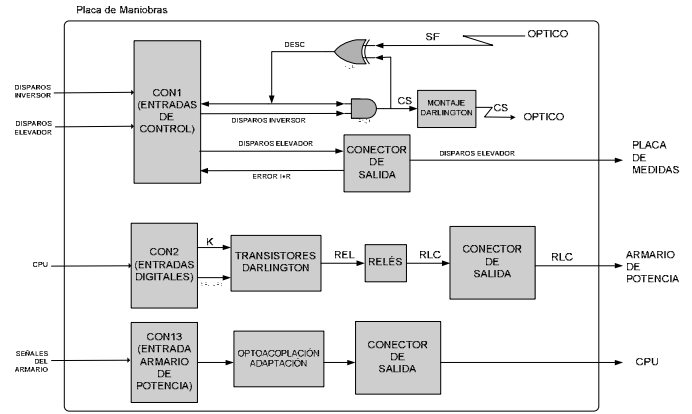 Placa de Maniobras
DESC
SF
OPTICO
CON1
(ENTRADAS
DE
CONTROL)
DISPAROS
INVERSOR
DISPAROS
ELEVADOR
DISPAROS INVERSOR
CS
MONTAJE
DARLINGTON
CS
OPTICO
DISPAROS ELEVADOR
ERROR I+R
CONECTOR
DE
SALIDA
DISPAROS ELEVADOR
PLACA
DE
MEDIDAS
CPU
CON2
(ENTRADAS
DIGITALES)
K
TRANSISTORES
DARLINGTON
REL
RELÉS
RLC
CONECTOR
DE
SALIDA
RLC
ARMARIO
DE
POTENCIA
SEÑALES
DEL
ARMARIO
CON13
(ENTRADA
ARMARIO
DE
POTENCIA)
OPTOACOPLACIÓN
ADAPTACIÓN
CONECTOR
DE
SALIDA
CPU